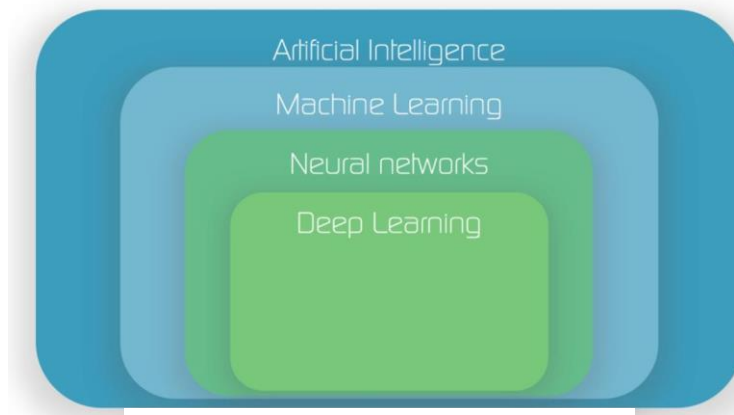 Artificial Intelligence
Machine Learning
Neural networks
Deep Learning